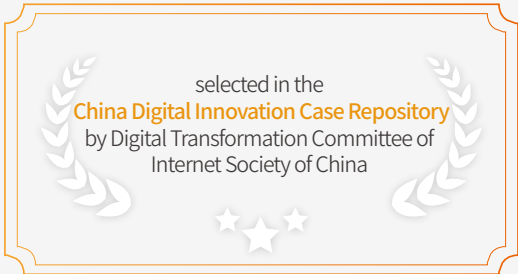 selected in the
China Digital Innovation Case Repository
by Digital Transformation Committee of
Internet Society of China